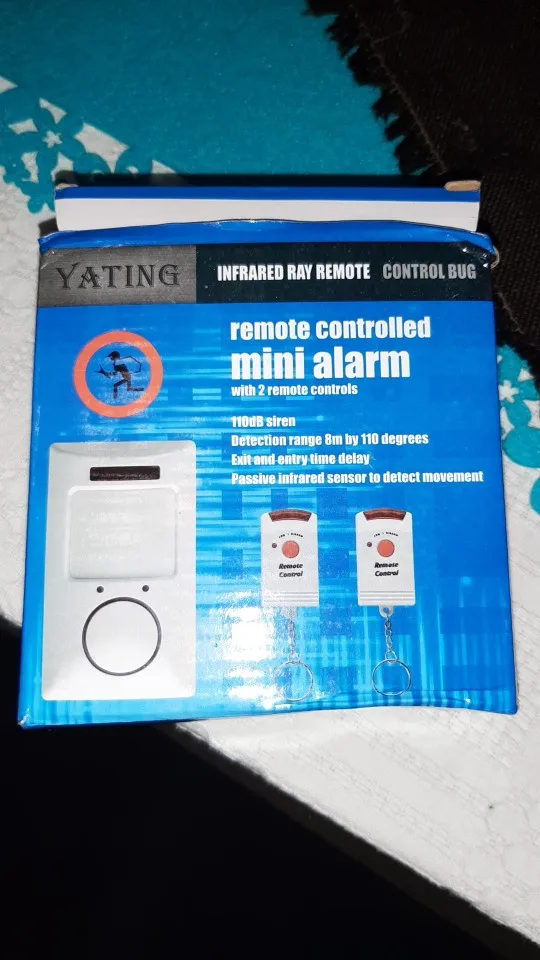 YATING
INFRARED RAY REMOTE CONTROL BUG
remote controlled
mini alarm
with 2 remote controls
110dB siren
Detection range 8m by 110 degrees
Exit and entry time delay
Passive infrared sensor to detect movement
Remote
Control
Remote
Control